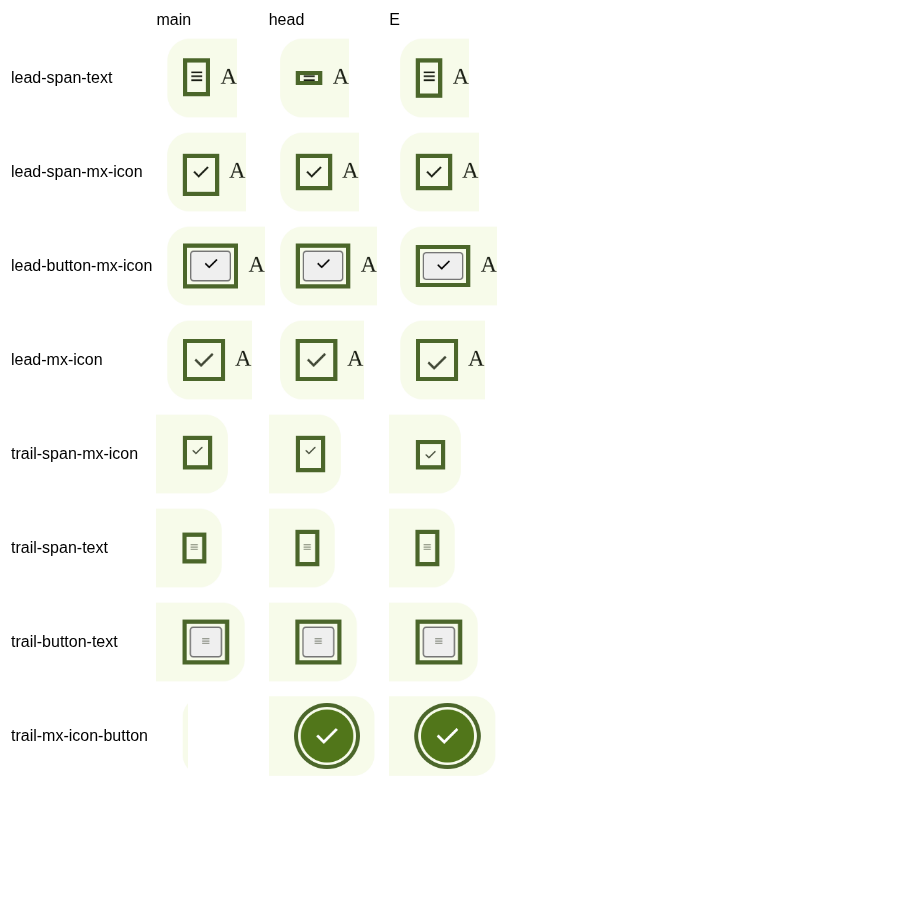 main head E
lead-span-text ≡ A ≡ A ≡ A
lead-span-mx-icon A A A
lead-button-mx-icon A A A
lead-mx-icon A A A
trail-span-mx-icon
trail-span-text ≡ ≡ ≡
trail-button-text ≡ ≡ ≡
trail-mx-icon-button